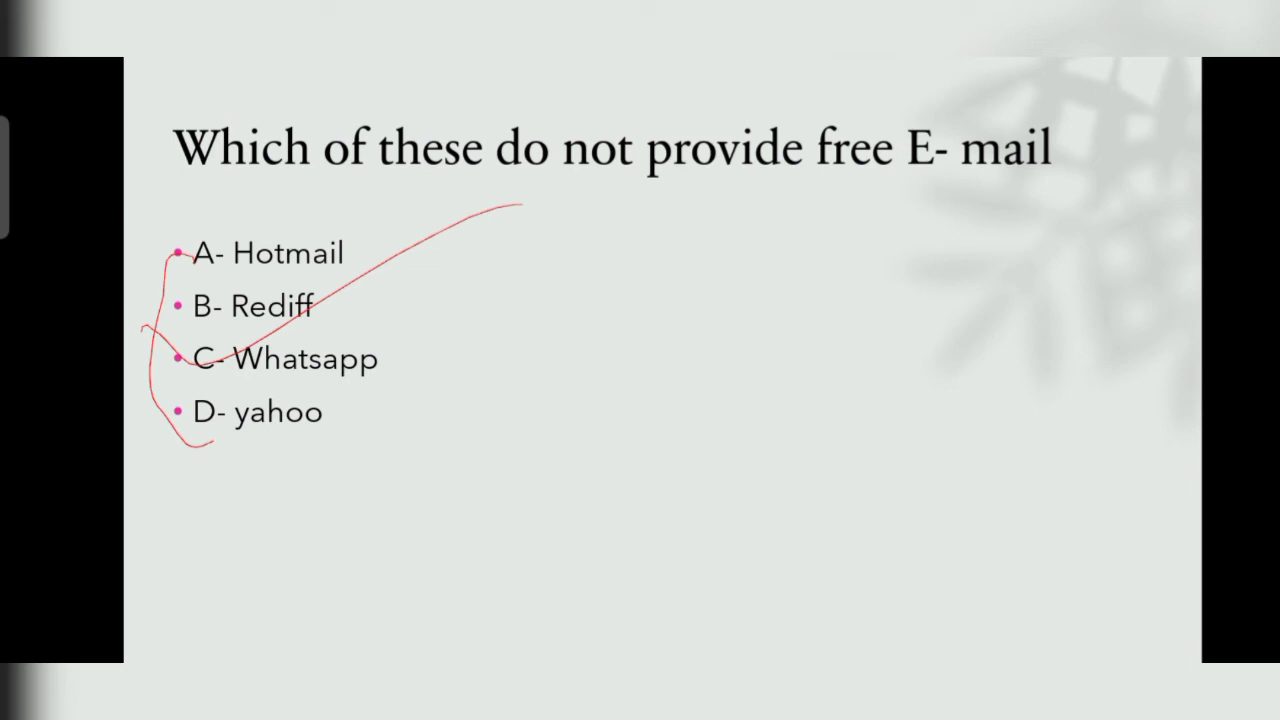 Which of these do not provide free E- mail
• A- Hotmail
• B- Rediff
• C- Whatsapp
• D- yahoo